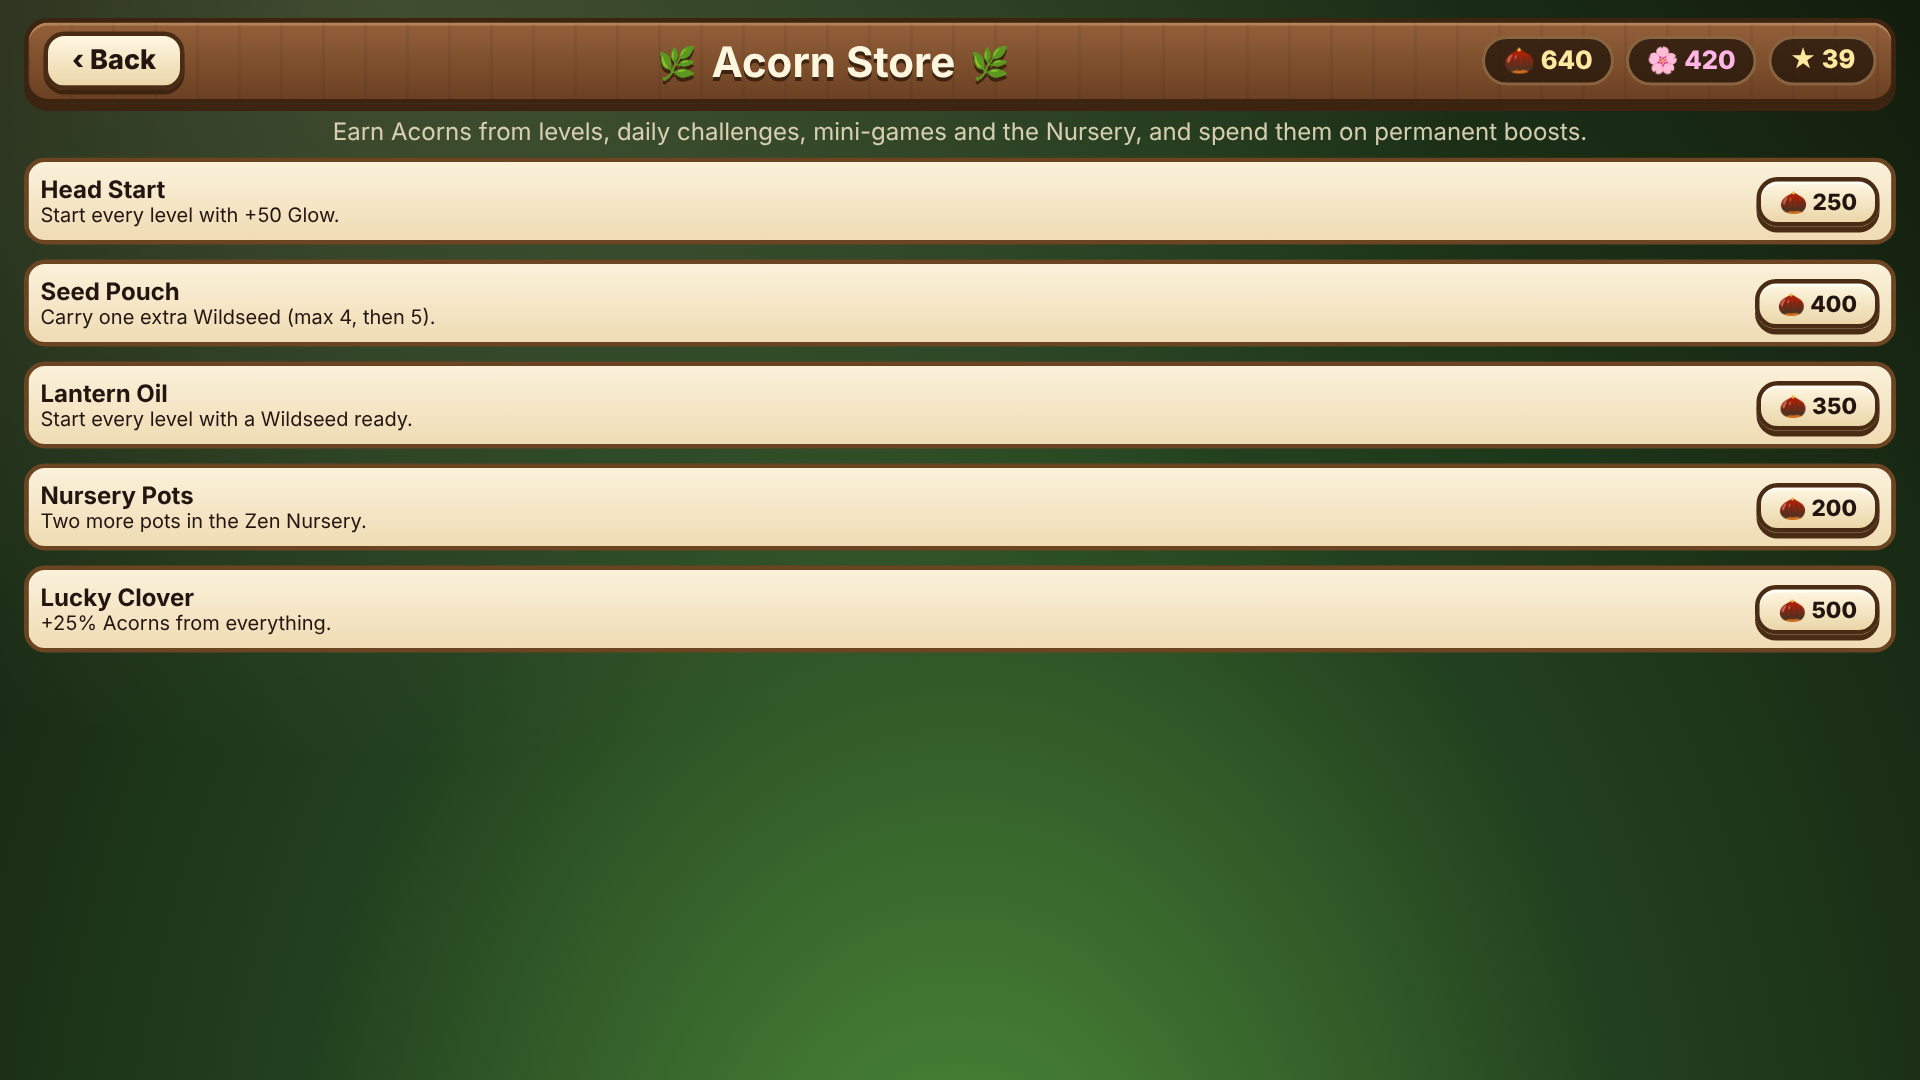 ‹ Back
Acorn Store
640
420
★ 39
Earn Acorns from levels, daily challenges, mini-games and the Nursery, and spend them on permanent boosts.
Head Start
Start every level with +50 Glow.
250
Seed Pouch
Carry one extra Wildseed (max 4, then 5).
400
Lantern Oil
Start every level with a Wildseed ready.
350
Nursery Pots
Two more pots in the Zen Nursery.
200
Lucky Clover
+25% Acorns from everything.
500